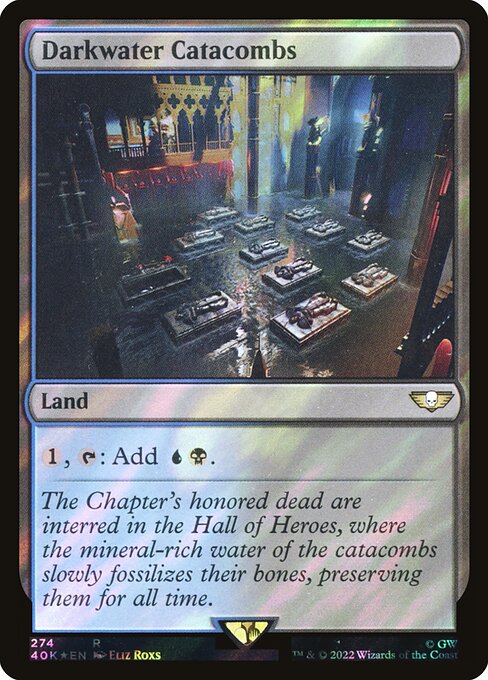 Darkwater Catacombs
Land
1, : Add .
The Chapter's honored dead are
interred in the Hall of Heroes, where
the mineral-rich water of the catacombs
slowly fossilizes their bones, preserving
them for all time.
274 R © GW
40K★EN Eliz Roxs ™ & © 2022 Wizards of the Coast